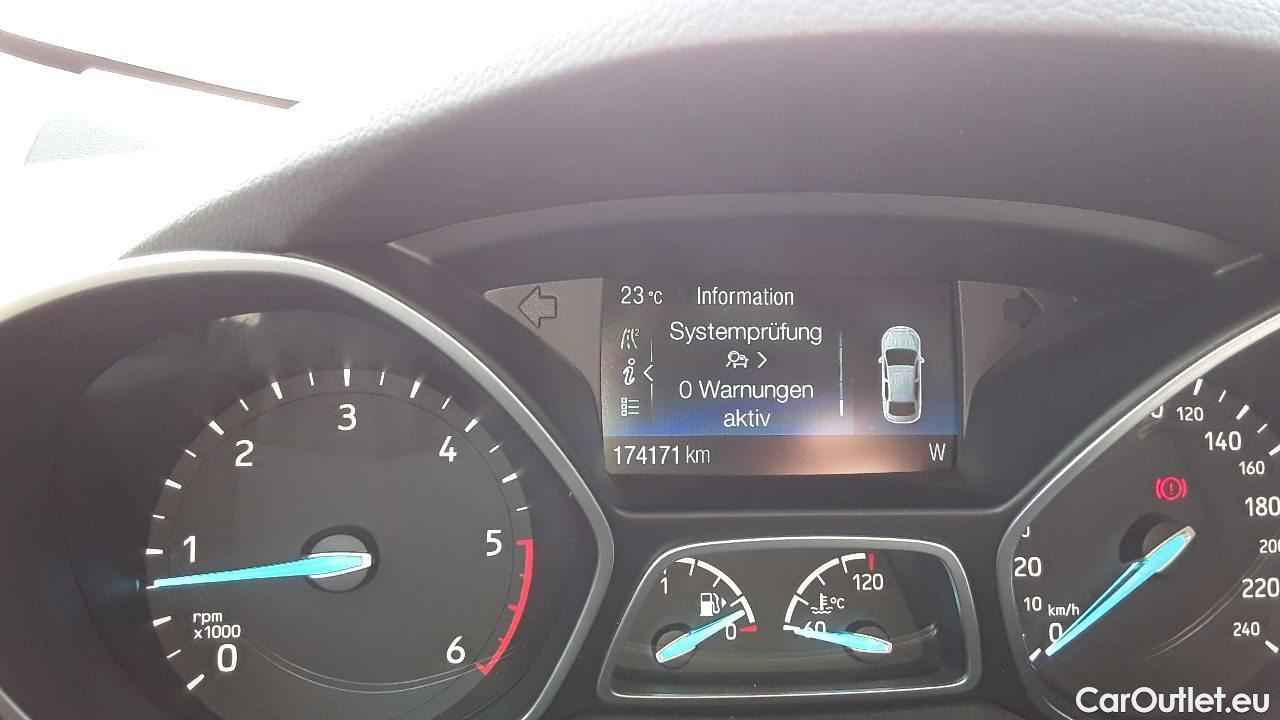 23 °C Information
Systemprüfung
0 Warnungen
aktiv
174171 km W
0
1
2
3
4
5
6
rpm
x1000
1
0
60
120
°C
0
10
20
km/h
120
140
160
180
200
220
240
CarOutlet.eu